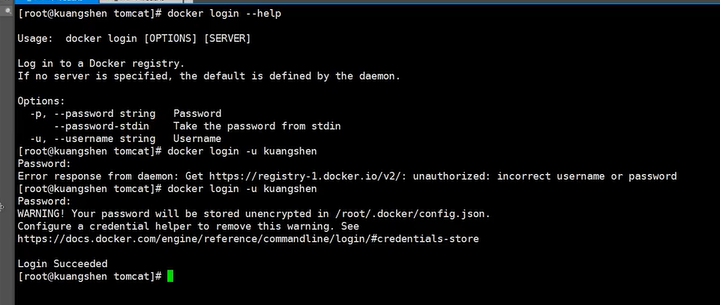 [root@kuangshen tomcat]# docker login --help
Usage:  docker login [OPTIONS] [SERVER]
Log in to a Docker registry.
If no server is specified, the default is defined by the daemon.
Options:
  -p, --password string   Password
      --password-stdin    Take the password from stdin
  -u, --username string   Username
[root@kuangshen tomcat]# docker login -u kuangshen
Password:
Error response from daemon: Get https://registry-1.docker.io/v2/: unauthorized: incorrect username or password
[root@kuangshen tomcat]# docker login -u kuangshen
Password:
WARNING! Your password will be stored unencrypted in /root/.docker/config.json.
Configure a credential helper to remove this warning. See
https://docs.docker.com/engine/reference/commandline/login/#credentials-store
Login Succeeded
[root@kuangshen tomcat]#